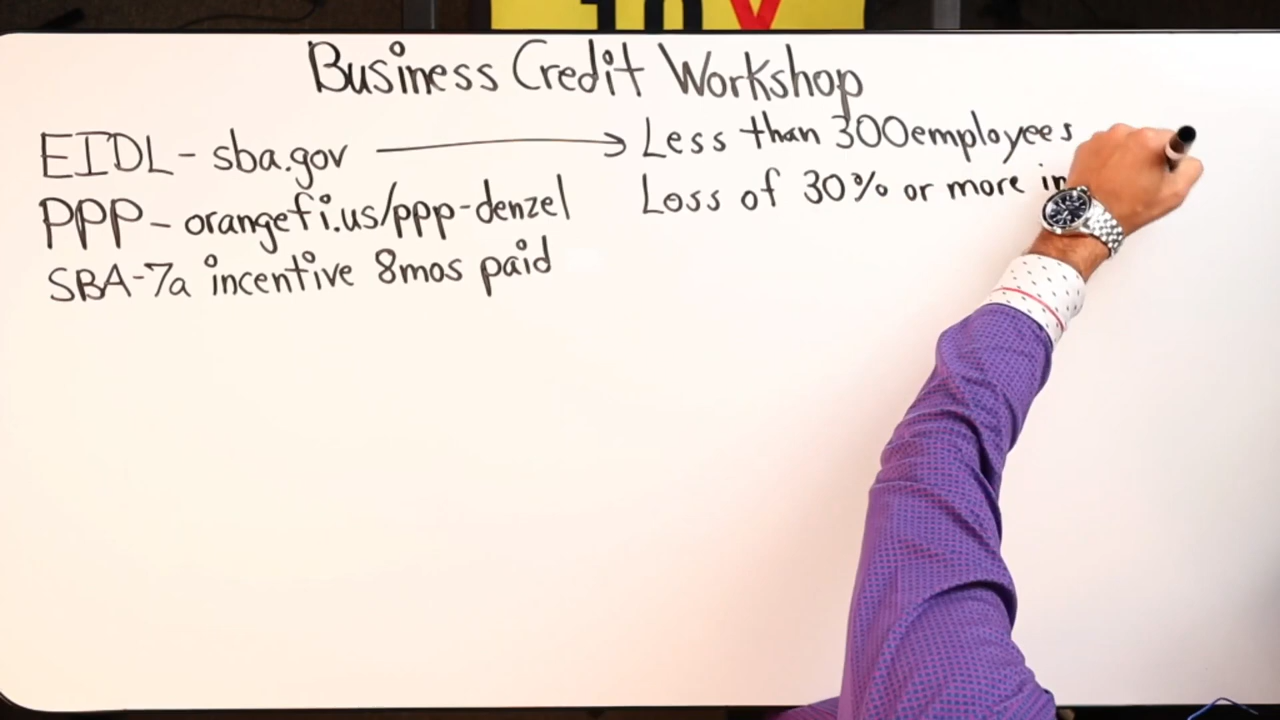 Business Credit Workshop
EIDL- sba.gov → Less than 300employees
PPP- orangefi.us/ppp-denzel
Loss of 30% or more in
SBA-7a incentive 8mos paid